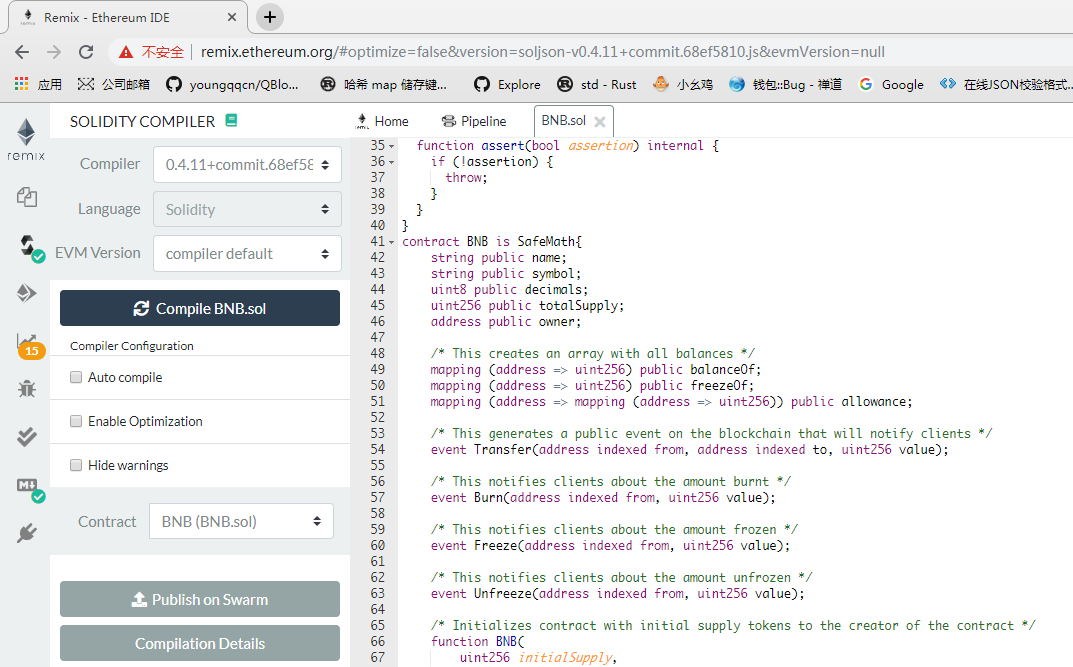 Remix - Ethereum IDE
不安全 remix.ethereum.org/#optimize=false&version=soljson-v0.4.11+commit.68ef5810.js&evmVersion=null
应用 公司邮箱 youngqqcn/QBlo... 哈希 map 储存键... Explore std - Rust 小幺鸡 钱包::Bug - 禅道 Google 在线JSON校验格式...
remix
SOLIDITY COMPILER
Compiler 0.4.11+commit.68ef58
Language Solidity
EVM Version compiler default
Compile BNB.sol
15
Compiler Configuration
Auto compile
Enable Optimization
Hide warnings
Contract BNB (BNB.sol)
Publish on Swarm
Compilation Details
Home Pipeline BNB.sol
35 function assert(bool assertion) internal {
36 if (!assertion) {
37 throw;
38 }
39 }
40 }
41 contract BNB is SafeMath{
42 string public name;
43 string public symbol;
44 uint8 public decimals;
45 uint256 public totalSupply;
46 address public owner;
47
48 /* This creates an array with all balances */
49 mapping (address => uint256) public balanceOf;
50 mapping (address => uint256) public freezeOf;
51 mapping (address => mapping (address => uint256)) public allowance;
52
53 /* This generates a public event on the blockchain that will notify clients */
54 event Transfer(address indexed from, address indexed to, uint256 value);
55
56 /* This notifies clients about the amount burnt */
57 event Burn(address indexed from, uint256 value);
58
59 /* This notifies clients about the amount frozen */
60 event Freeze(address indexed from, uint256 value);
61
62 /* This notifies clients about the amount unfrozen */
63 event Unfreeze(address indexed from, uint256 value);
64
65 /* Initializes contract with initial supply tokens to the creator of the contract */
66 function BNB(
67 uint256 initialSupply,